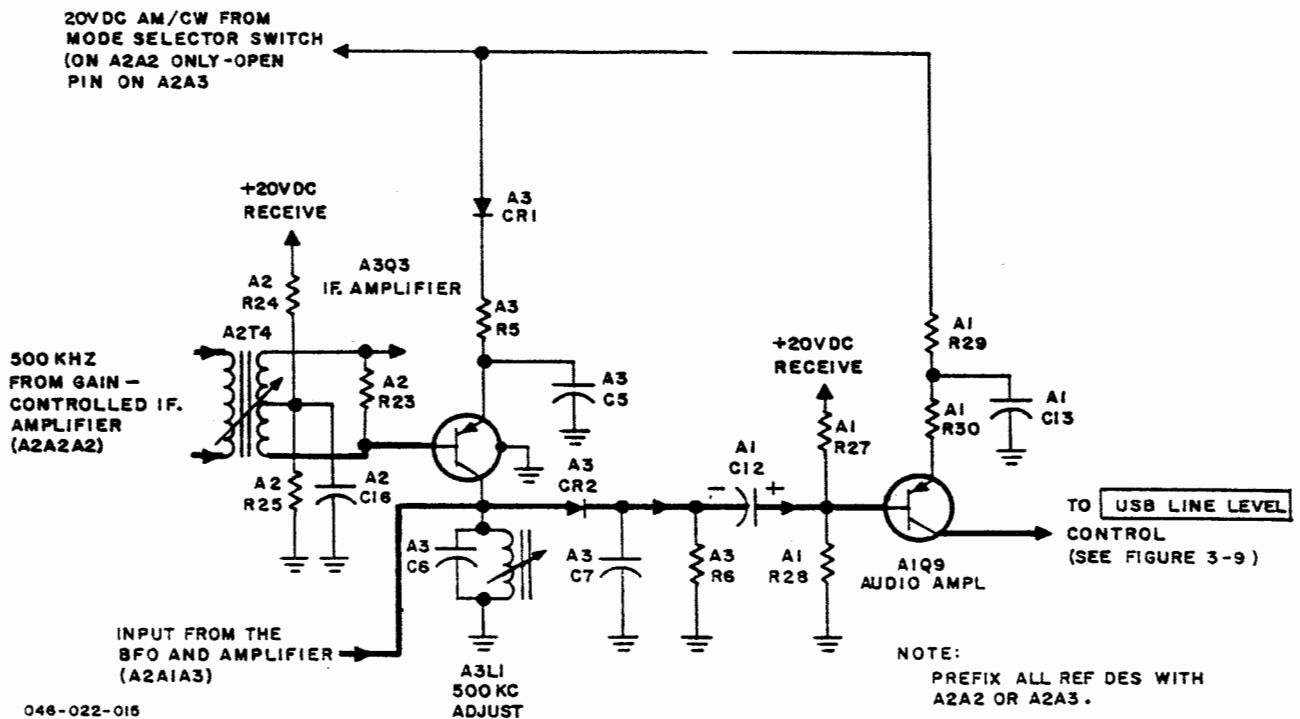 20VDC AM/CW FROM
MODE SELECTOR SWITCH
(ON A2A2 ONLY-OPEN
PIN ON A2A3
+20VDC
RECEIVE
A3
CR1
A2
R24
A3Q3
IF. AMPLIFIER
A3
R5
A2T4
500 KHZ
FROM GAIN-
CONTROLLED IF.
AMPLIFIER
(A2A2A2)
A2
R23
A3
C5
A2
R25
A2
C16
+20VDC
RECEIVE
A1
R27
A1
R29
A1
R30
A1
C13
A3
CR2
A1
C12
- +
A3
C6
A3
C7
A3
R6
A1
R28
A1Q9
AUDIO AMPL
TO USB LINE LEVEL
CONTROL
(SEE FIGURE 3-9)
INPUT FROM THE
BFO AND AMPLIFIER
(A2A1A3)
A3L1
500 KC
ADJUST
NOTE:
PREFIX ALL REF DES WITH
A2A2 OR A2A3.
046-022-015